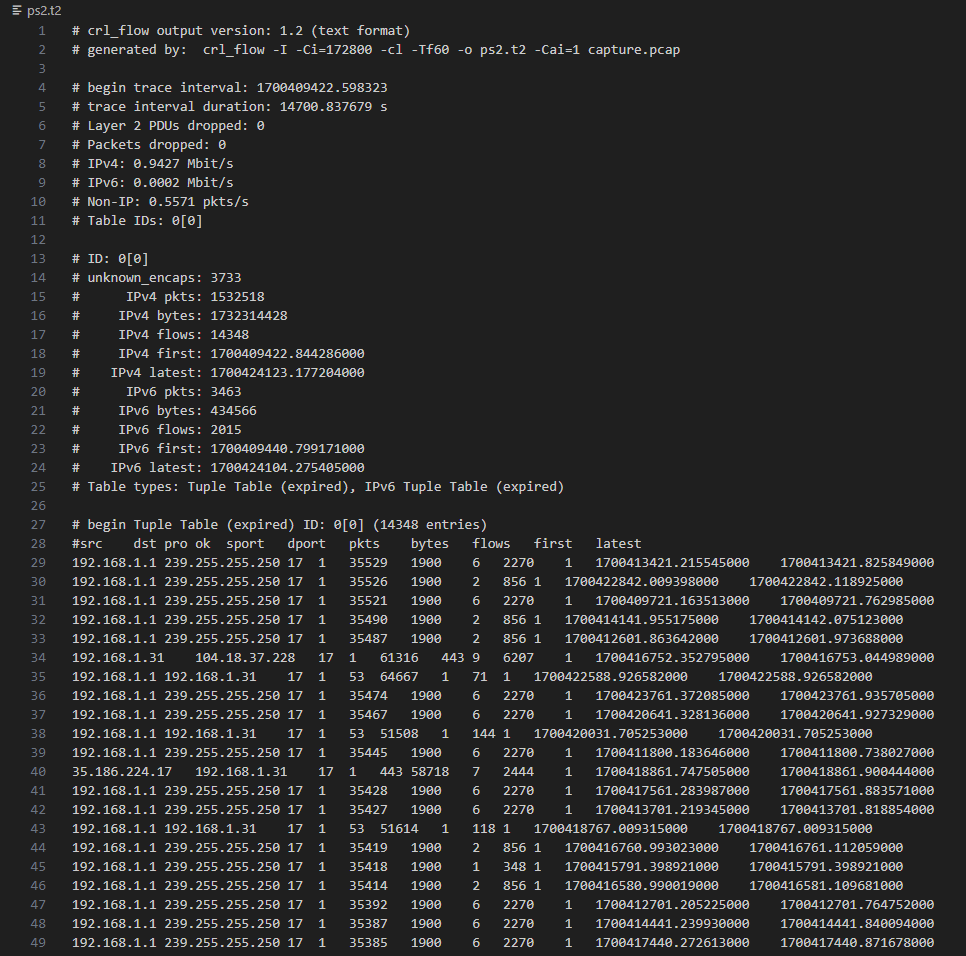 ps2.t2
1 # crl_flow output version: 1.2 (text format)
2 # generated by:  crl_flow -I -Ci=172800 -cl -Tf60 -o ps2.t2 -Cai=1 capture.pcap
3
4 # begin trace interval: 1700409422.598323
5 # trace interval duration: 14700.837679 s
6 # Layer 2 PDUs dropped: 0
7 # Packets dropped: 0
8 # IPv4: 0.9427 Mbit/s
9 # IPv6: 0.0002 Mbit/s
10 # Non-IP: 0.5571 pkts/s
11 # Table IDs: 0[0]
12
13 # ID: 0[0]
14 # unknown_encaps: 3733
15 #      IPv4 pkts: 1532518
16 #     IPv4 bytes: 1732314428
17 #     IPv4 flows: 14348
18 #     IPv4 first: 1700409422.844286000
19 #    IPv4 latest: 1700424123.177204000
20 #      IPv6 pkts: 3463
21 #     IPv6 bytes: 434566
22 #     IPv6 flows: 2015
23 #     IPv6 first: 1700409440.799171000
24 #    IPv6 latest: 1700424104.275405000
25 # Table types: Tuple Table (expired), IPv6 Tuple Table (expired)
26
27 # begin Tuple Table (expired) ID: 0[0] (14348 entries)
28 #src dst pro ok sport dport pkts bytes flows first latest
29 192.168.1.1 239.255.255.250 17 1 35529 1900 6 2270 1 1700413421.215545000 1700413421.825849000
30 192.168.1.1 239.255.255.250 17 1 35526 1900 2 856 1 1700422842.009398000 1700422842.118925000
31 192.168.1.1 239.255.255.250 17 1 35521 1900 6 2270 1 1700409721.163513000 1700409721.762985000
32 192.168.1.1 239.255.255.250 17 1 35490 1900 2 856 1 1700414141.955175000 1700414142.075123000
33 192.168.1.1 239.255.255.250 17 1 35487 1900 2 856 1 1700412601.863642000 1700412601.973688000
34 192.168.1.31 104.18.37.228 17 1 61316 443 9 6207 1 1700416752.352795000 1700416753.044989000
35 192.168.1.1 192.168.1.31 17 1 53 64667 1 71 1 1700422588.926582000 1700422588.926582000
36 192.168.1.1 239.255.255.250 17 1 35474 1900 6 2270 1 1700423761.372085000 1700423761.935705000
37 192.168.1.1 239.255.255.250 17 1 35467 1900 6 2270 1 1700420641.328136000 1700420641.927329000
38 192.168.1.1 192.168.1.31 17 1 53 51508 1 144 1 1700420031.705253000 1700420031.705253000
39 192.168.1.1 239.255.255.250 17 1 35445 1900 6 2270 1 1700411800.183646000 1700411800.738027000
40 35.186.224.17 192.168.1.31 17 1 443 58718 7 2444 1 1700418861.747505000 1700418861.900444000
41 192.168.1.1 239.255.255.250 17 1 35428 1900 6 2270 1 1700417561.283987000 1700417561.883571000
42 192.168.1.1 239.255.255.250 17 1 35427 1900 6 2270 1 1700413701.219345000 1700413701.818854000
43 192.168.1.1 192.168.1.31 17 1 53 51614 1 118 1 1700418767.009315000 1700418767.009315000
44 192.168.1.1 239.255.255.250 17 1 35419 1900 2 856 1 1700416760.993023000 1700416761.112059000
45 192.168.1.1 239.255.255.250 17 1 35418 1900 1 348 1 1700415791.398921000 1700415791.398921000
46 192.168.1.1 239.255.255.250 17 1 35414 1900 2 856 1 1700416580.990019000 1700416581.109681000
47 192.168.1.1 239.255.255.250 17 1 35392 1900 6 2270 1 1700412701.205225000 1700412701.764752000
48 192.168.1.1 239.255.255.250 17 1 35387 1900 6 2270 1 1700414441.239930000 1700414441.840094000
49 192.168.1.1 239.255.255.250 17 1 35385 1900 6 2270 1 1700417440.272613000 1700417440.871678000